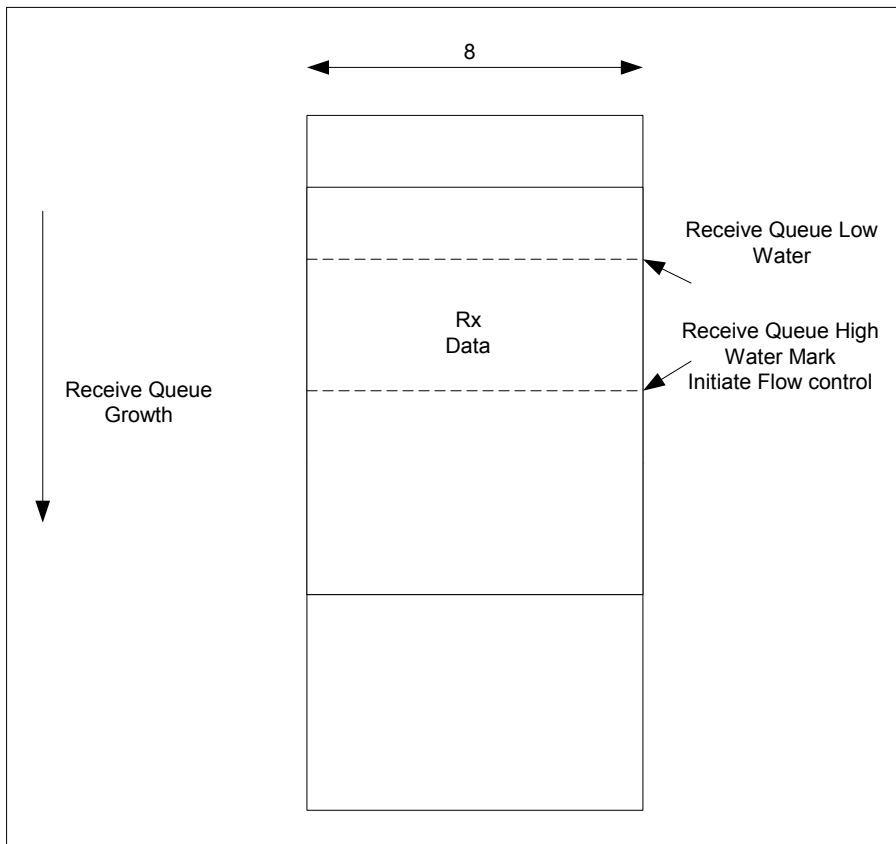 8
Receive Queue Low
Water
Rx
Data
Receive Queue High
Water Mark
Initiate Flow control
Receive Queue
Growth